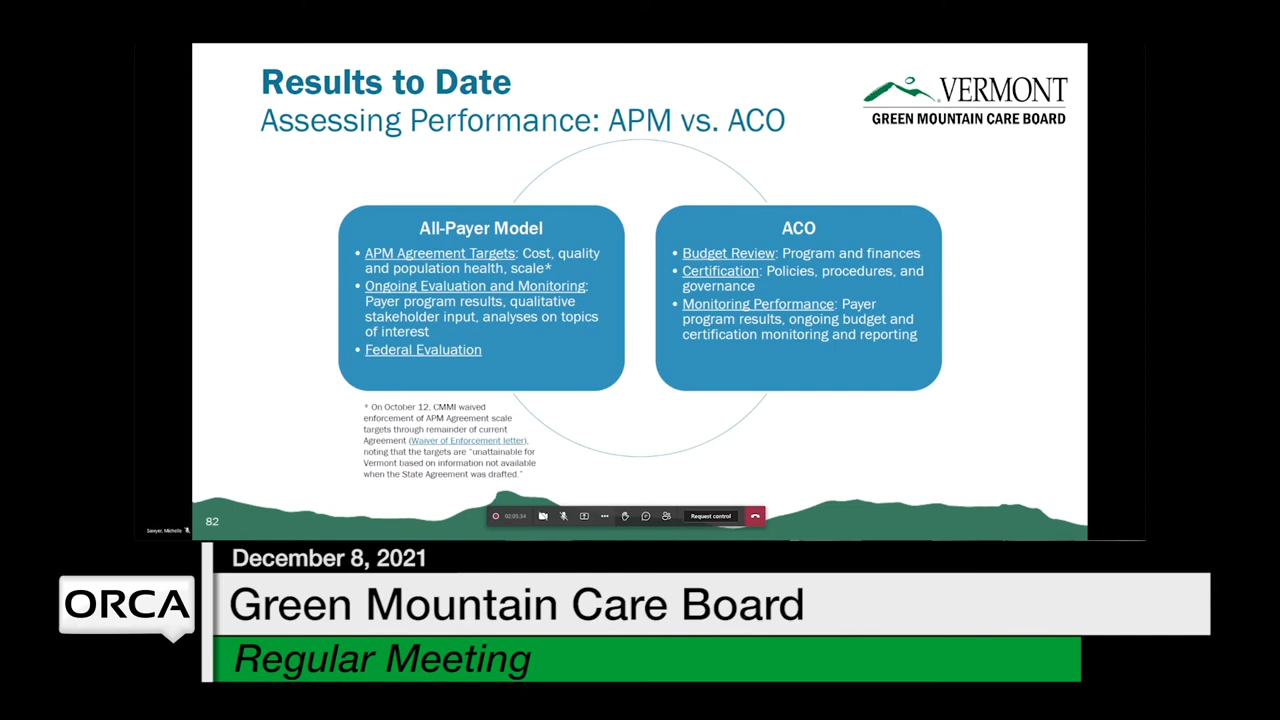 Results to Date
Assessing Performance: APM vs. ACO
VERMONT
GREEN MOUNTAIN CARE BOARD
All-Payer Model
• APM Agreement Targets: Cost, quality
and population health, scale*
• Ongoing Evaluation and Monitoring:
Payer program results, qualitative
stakeholder input, analyses on topics
of interest
• Federal Evaluation
ACO
• Budget Review: Program and finances
• Certification: Policies, procedures, and
governance
• Monitoring Performance: Payer
program results, ongoing budget and
certification monitoring and reporting
* On October 12, CMMI waived
enforcement of APM Agreement scale
targets through remainder of current
Agreement (Waiver of Enforcement letter),
noting that the targets are "unattainable for
Vermont based on information not available
when the State Agreement was drafted."
82
02:05:34
Request control
Sawyer, Michelle
December 8, 2021
ORCA
Green Mountain Care Board
Regular Meeting